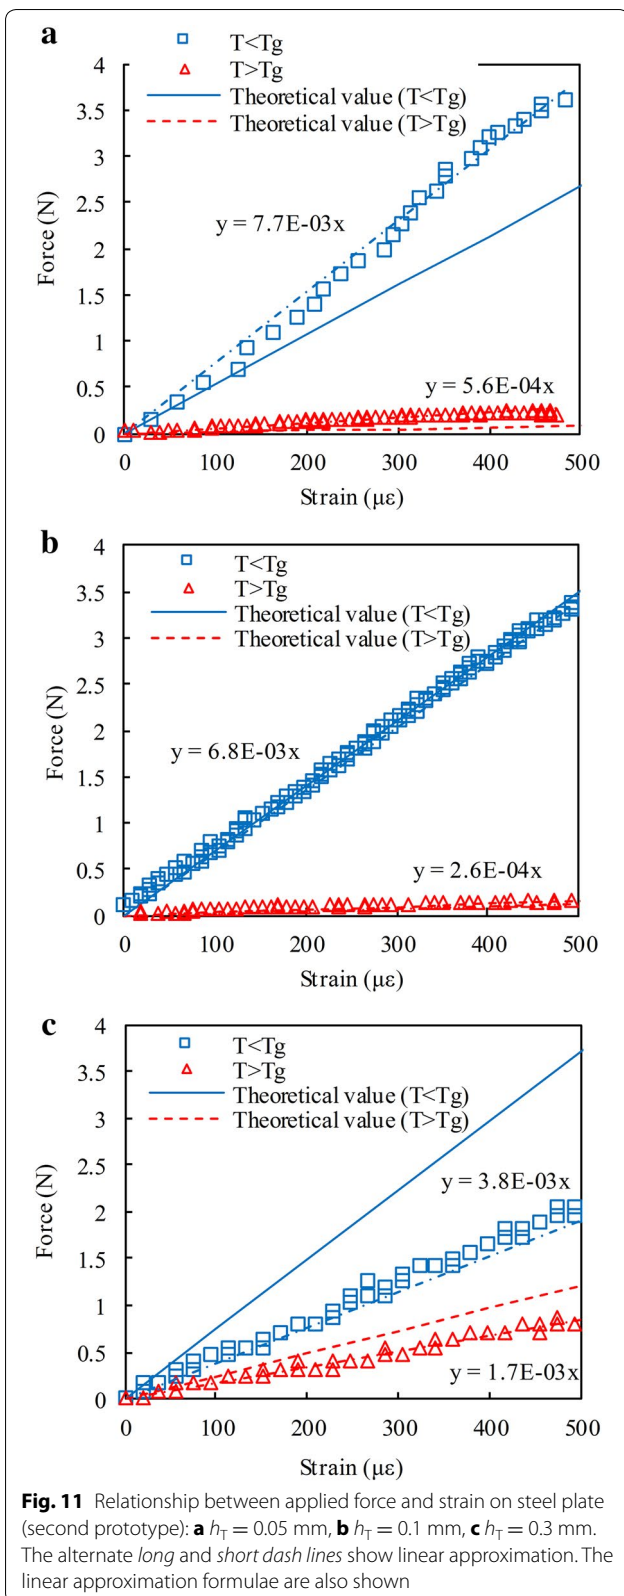 a
T<Tg
T>Tg
Theoretical value (T<Tg)
Theoretical value (T>Tg)
4
3.5
3
2.5
2
1.5
1
0.5
0
Force (N)
y = 7.7E-03x
y = 5.6E-04x
0 100 200 300 400 500
Strain (με)
b
T<Tg
T>Tg
Theoretical value (T<Tg)
Theoretical value (T>Tg)
4
3.5
3
2.5
2
1.5
1
0.5
0
Force (N)
y = 6.8E-03x
y = 2.6E-04x
0 100 200 300 400 500
Strain (με)
c
T<Tg
T>Tg
Theoretical value (T<Tg)
Theoretical value (T>Tg)
4
3.5
3
2.5
2
1.5
1
0.5
0
Force (N)
y = 3.8E-03x
y = 1.7E-03x
0 100 200 300 400 500
Strain (με)
Fig. 11 Relationship between applied force and strain on steel plate
(second prototype): a hT = 0.05 mm, b hT = 0.1 mm, c hT = 0.3 mm.
The alternate long and short dash lines show linear approximation. The
linear approximation formulae are also shown